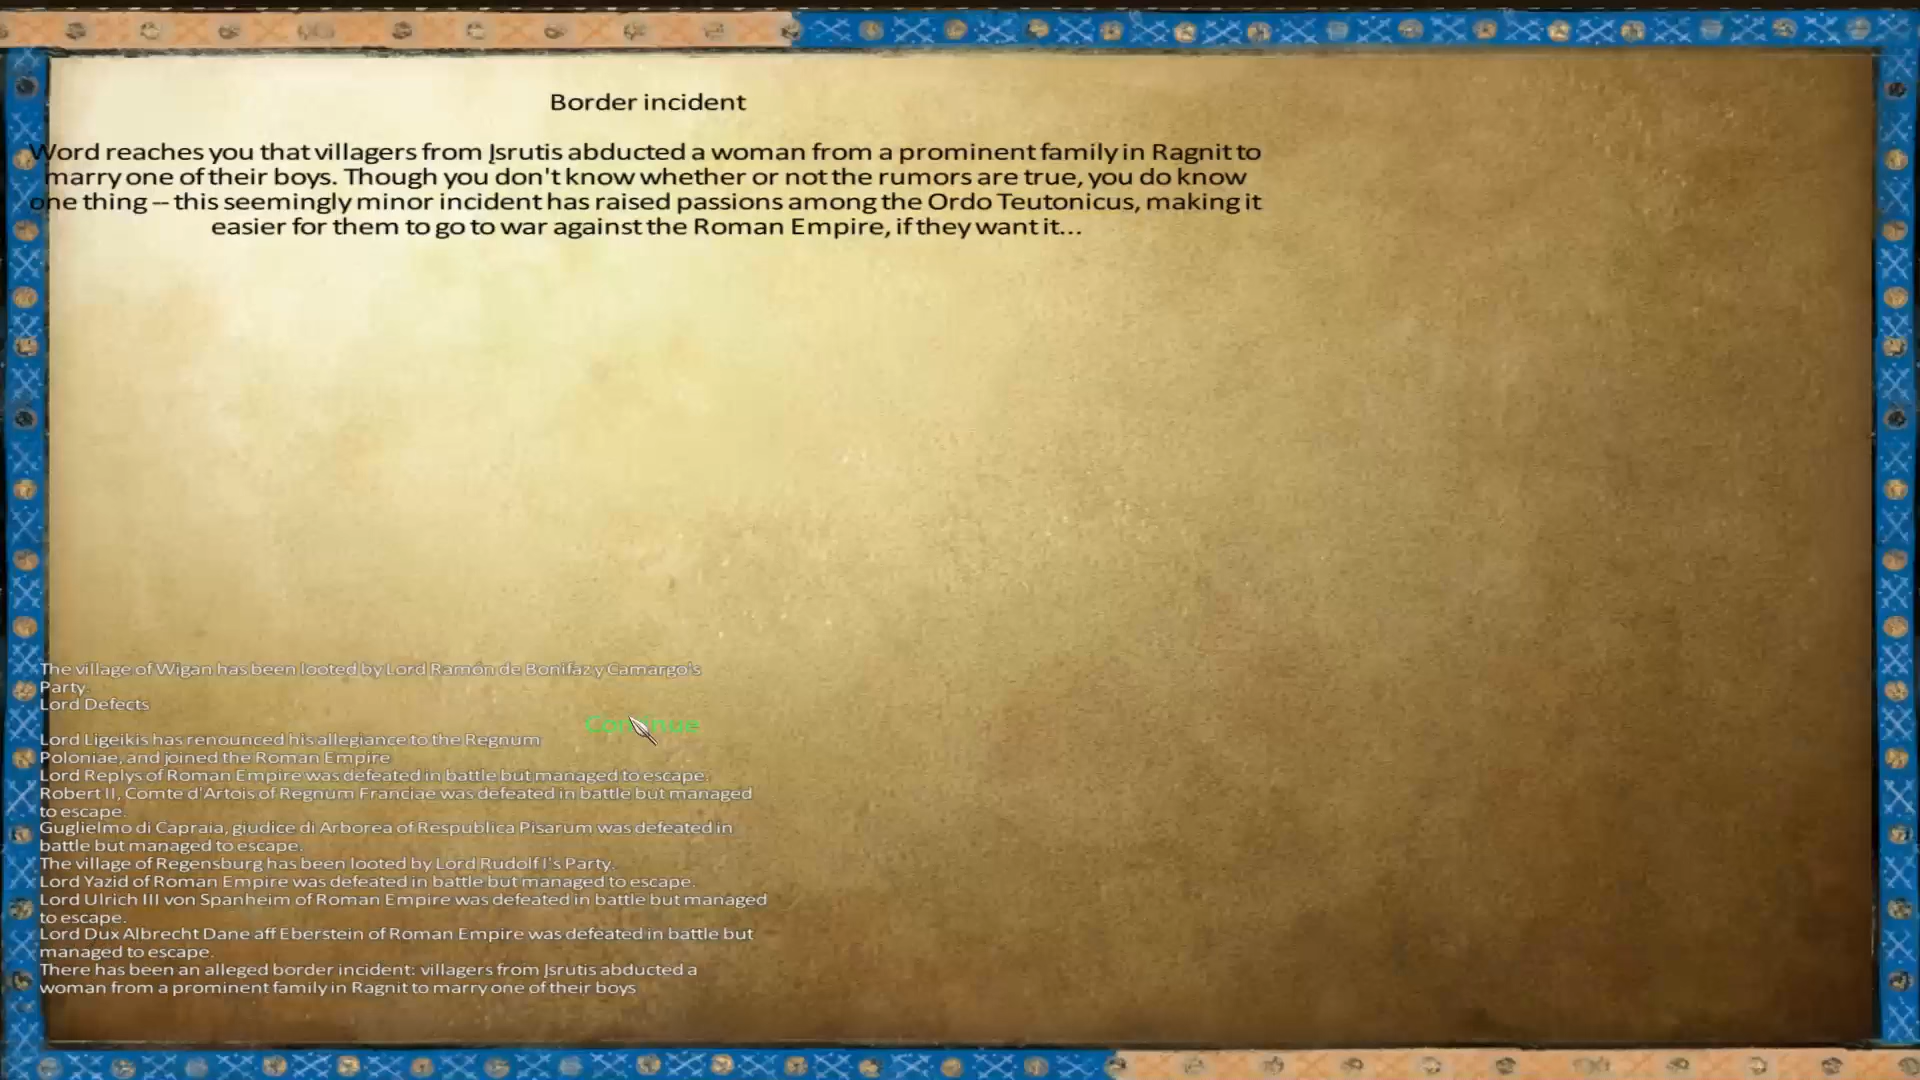 Border incident
Word reaches you that villagers from Jsrutis abducted a woman from a prominent family in Ragnit to
marry one of their boys. Though you don't know whether or not the rumors are true, you do know
one thing -- this seemingly minor incident has raised passions among the Ordo Teutonicus, making it
easier for them to go to war against the Roman Empire, if they want it...
The village of Wigan has been looted by Lord Ramón de Bonifaz y Camargo's
Party.
Lord Defects
Continue
Lord Ligeikis has renounced his allegiance to the Regnum
Poloniae, and joined the Roman Empire
Lord Replys of Roman Empire was defeated in battle but managed to escape.
Robert II, Comte d'Artois of Regnum Franciae was defeated in battle but managed
to escape.
Guglielmo di Capraia, giudice di Arborea of Respublica Pisarum was defeated in
battle but managed to escape.
The village of Regensburg has been looted by Lord Rudolf I's Party.
Lord Yazid of Roman Empire was defeated in battle but managed to escape.
Lord Ulrich III von Spanheim of Roman Empire was defeated in battle but managed
to escape.
Lord Dux Albrecht Dane aff Eberstein of Roman Empire was defeated in battle but
managed to escape.
There has been an alleged border incident: villagers from Jsrutis abducted a
woman from a prominent family in Ragnit to marry one of their boys